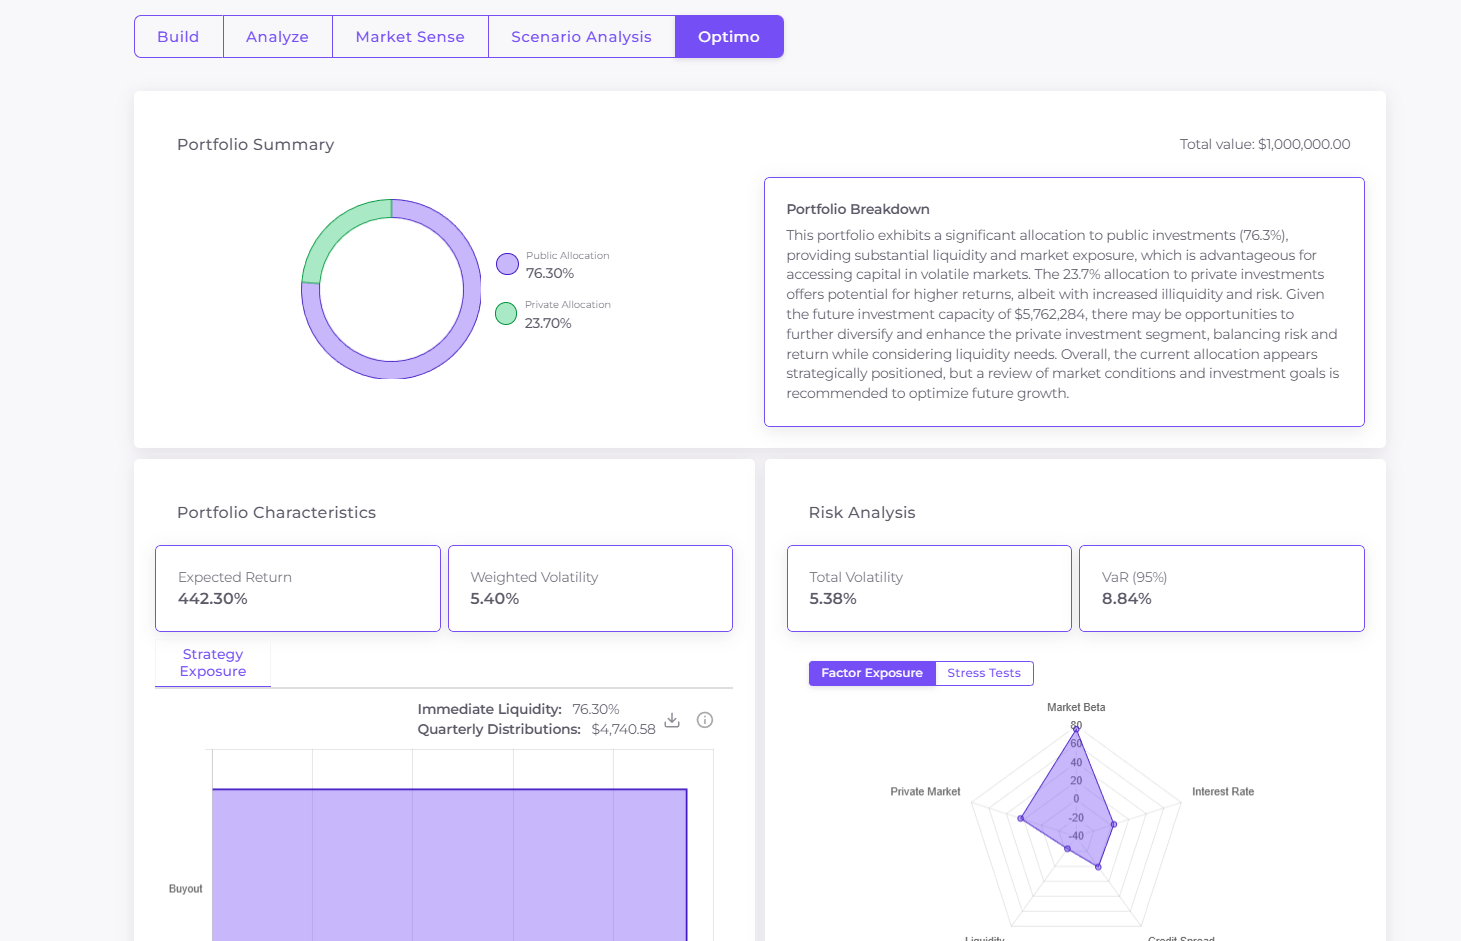 Build
Analyze
Market Sense
Scenario Analysis
Optimo
Portfolio Summary
Total value: $1,000,000.00
Public Allocation
76.30%
Private Allocation
23.70%
Portfolio Breakdown
This portfolio exhibits a significant allocation to public investments (76.3%),
providing substantial liquidity and market exposure, which is advantageous for
accessing capital in volatile markets. The 23.7% allocation to private investments
offers potential for higher returns, albeit with increased illiquidity and risk. Given
the future investment capacity of $5,762,284, there may be opportunities to
further diversify and enhance the private investment segment, balancing risk and
return while considering liquidity needs. Overall, the current allocation appears
strategically positioned, but a review of market conditions and investment goals is
recommended to optimize future growth.
Portfolio Characteristics
Expected Return
442.30%
Weighted Volatility
5.40%
Strategy
Exposure
Immediate Liquidity: 76.30%
Quarterly Distributions: $4,740.58
Buyout
Risk Analysis
Total Volatility
5.38%
VaR (95%)
8.84%
Factor Exposure
Stress Tests
Market Beta
80
60
40
20
0
-20
-40
Private Market
Interest Rate
Liquidity
Credit Spread